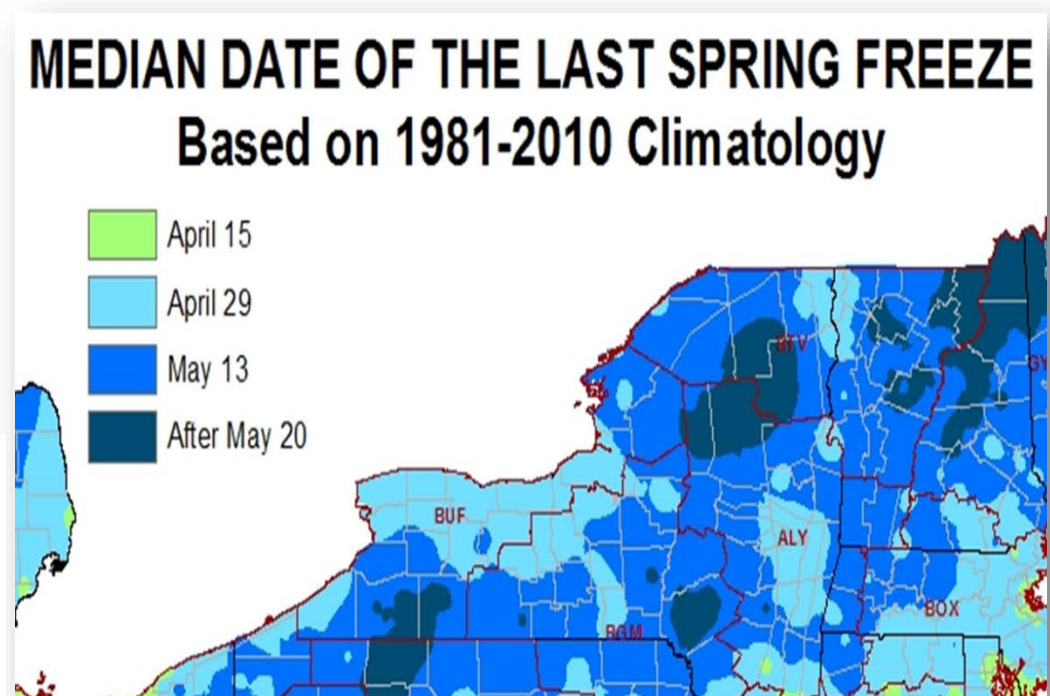 MEDIAN DATE OF THE LAST SPRING FREEZE
Based on 1981-2010 Climatology
April 15
April 29
May 13
After May 20
BTV
GY
BUF
ALY
BOX
BGM